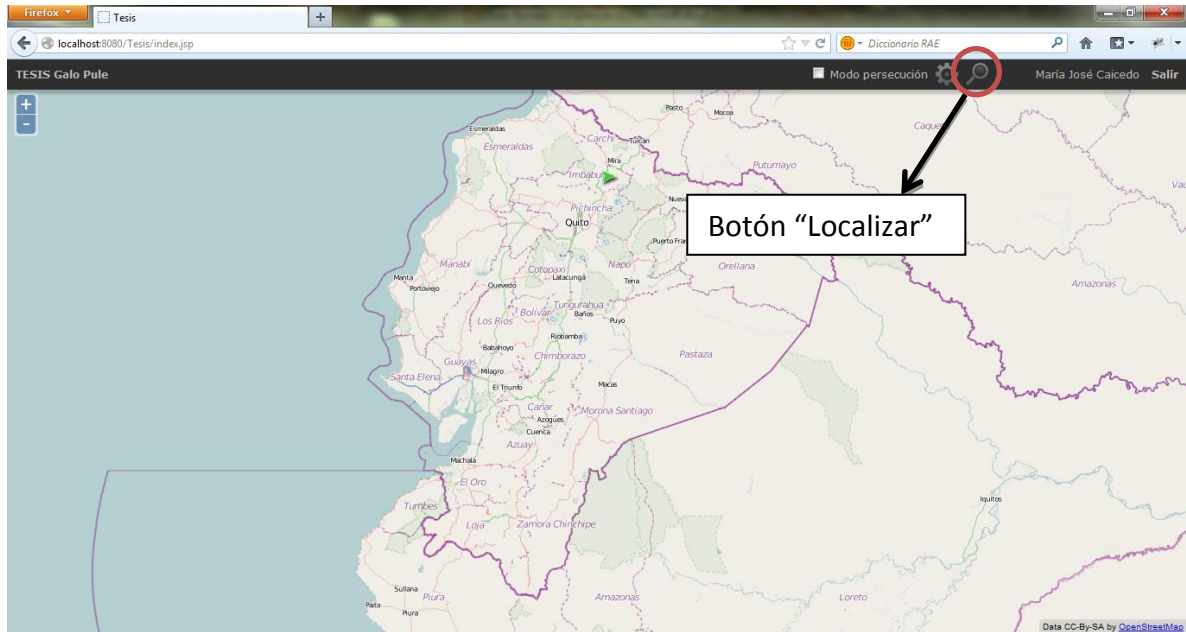 Firefox
Tesis
+
localhost:8080/Tesis/index.jsp
Diccionario RAE
TESIS Galo Pule
Modo persecución
María José Caicedo
Salir
+
-
Botón “Localizar”
Pasto
Mocoa
Esmeraldas
Esmeraldas
Carchi
Tulcán
Mira
Putumayo
Pichincha
Quito
Manabí
Manta
Portoviejo
Cotopaxi
Latacunga
Napo
Tena
Orellana
Amazonas
Quevedo
Tungurahua
Bolívar
Baños
Puyo
Los Ríos
Riobamba
Babahoyo
Chimborazo
Pastaza
Guayas
Milagro
Santa Elena
El Triunfo
Macas
Cañar
Azogues
Morona Santiago
Cuenca
Azuay
Machala
El Oro
Tumbes
Loja
Zamora Chinchipe
Iquitos
Sullana
Piura
Paita
Piura
Amazonas
Loreto
Data CC-By-SA by OpenStreetMap